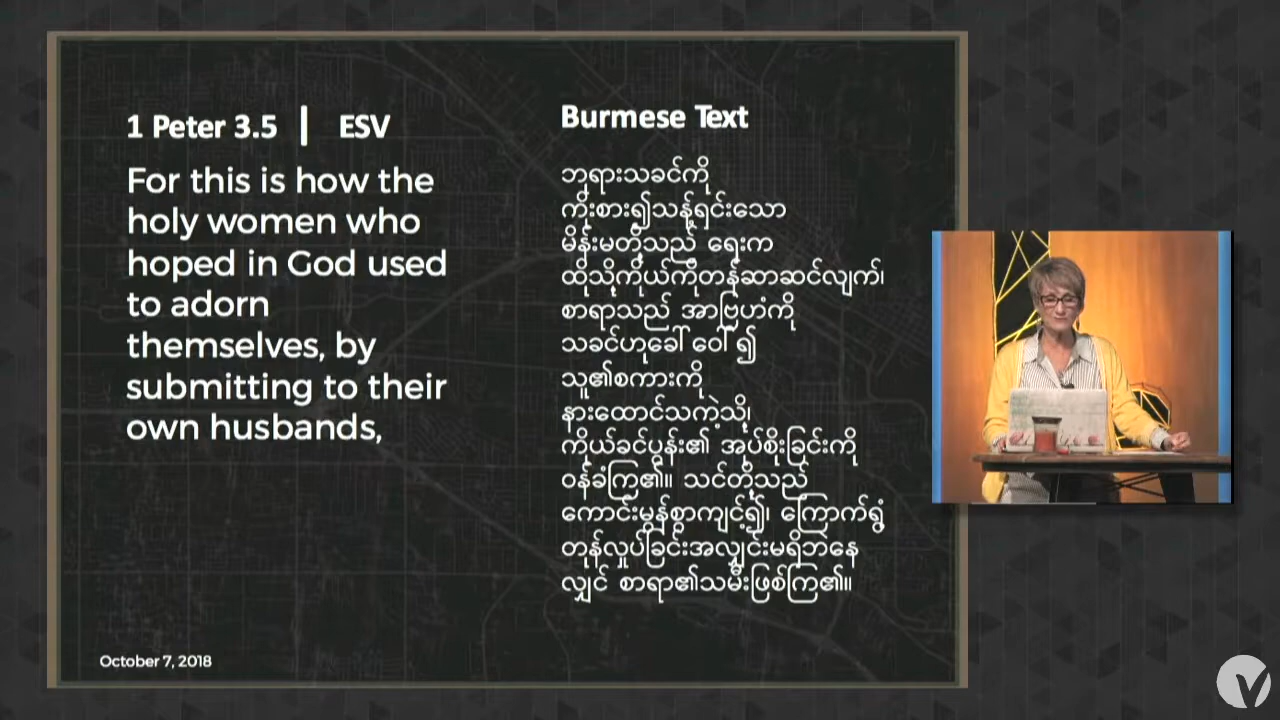 1 Peter 3.5 | ESV
For this is how the
holy women who
hoped in God used
to adorn
themselves, by
submitting to their
own husbands,
Burmese Text
ဘုရားသခင်ကို
ကိုးစား၍သန့်ရှင်းသော
မိန်းမတို့သည် ရှေးက
ထိုသို့ကိုယ်ကိုတန်ဆာဆင်လျက်၊
စာရာသည် အာဗြဟံကို
သခင်ဟုခေါ်ဝေါ်၍
သူ၏စကားကို
နားထောင်သကဲ့သို့၊
ကိုယ်ခင်ပွန်း၏ အုပ်စိုးခြင်းကို
ဝန်ခံကြ၏။ သင်တို့သည်
ကောင်းမွန်စွာကျင့်၍၊ ကြောက်ရွံ့
တုန်လှုပ်ခြင်းအလျှင်းမရှိဘဲနေ
လျှင် စာရာ၏သမီးဖြစ်ကြ၏။
October 7, 2018